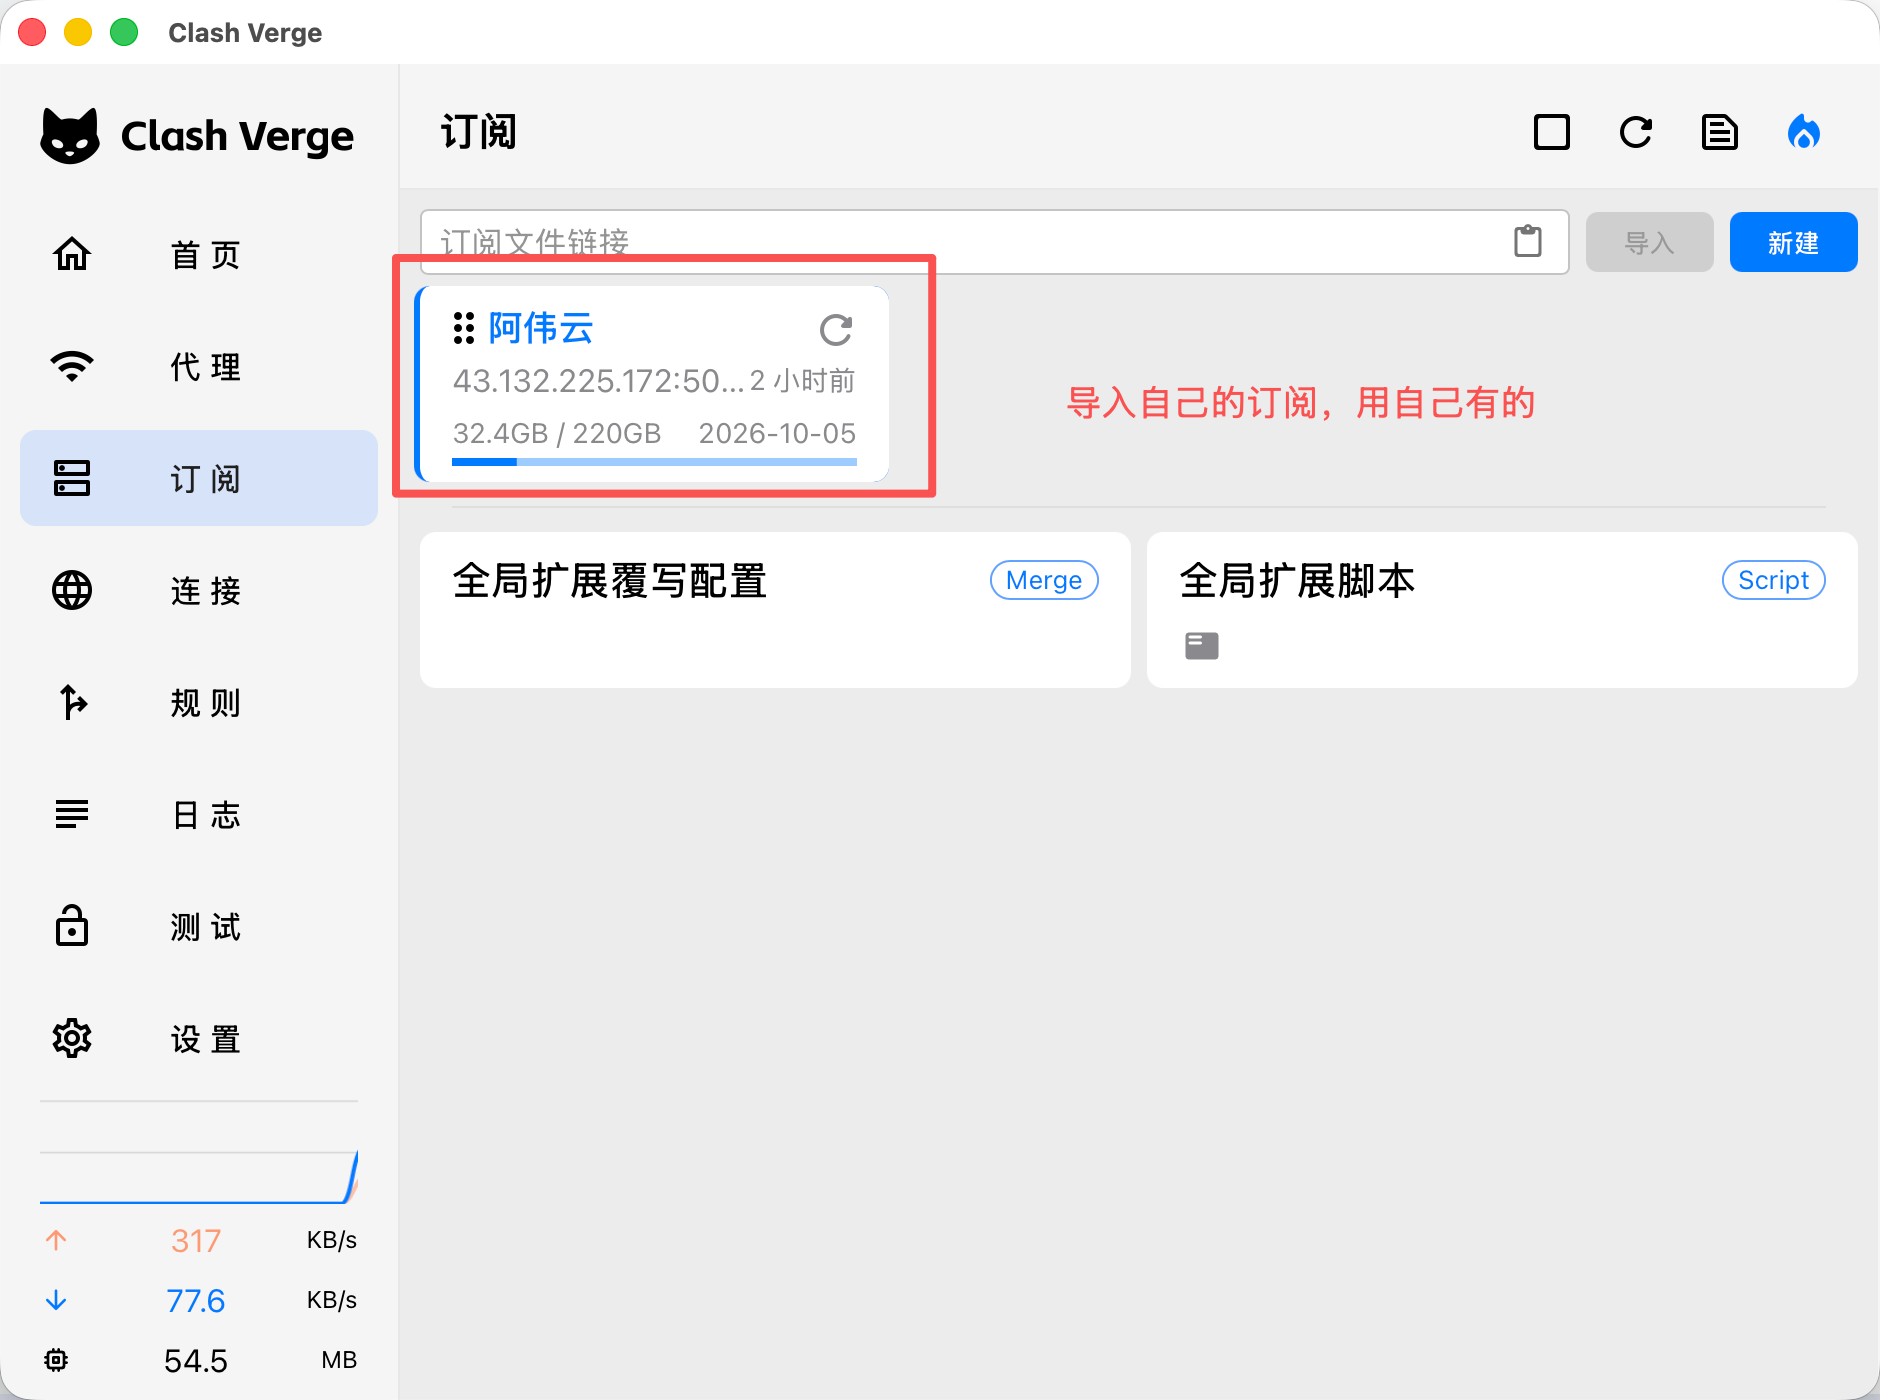 Clash Verge
Clash Verge
首页
代理
订阅
连接
规则
日志
测试
设置
317 KB/s
77.6 KB/s
54.5 MB
订阅
订阅文件链接
导入
新建
阿伟云
43.132.225.172:50... 2 小时前
32.4GB / 220GB 2026-10-05
导入自己的订阅，用自己有的
全局扩展覆写配置 Merge
全局扩展脚本 Script